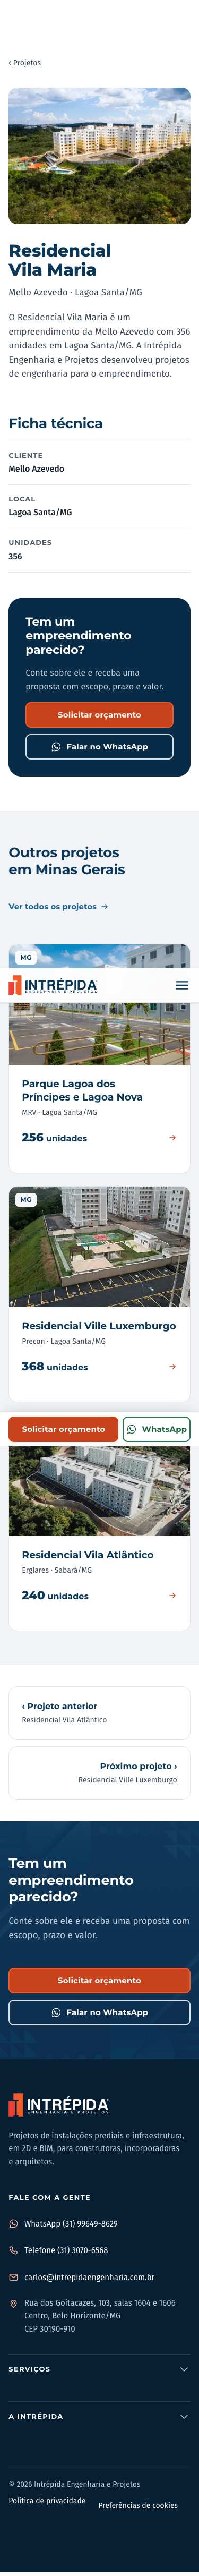 ‹ Projetos
Residencial
Vila Maria
Mello Azevedo · Lagoa Santa/MG
O Residencial Vila Maria é um
empreendimento da Mello Azevedo com 356
unidades em Lagoa Santa/MG. A Intrépida
Engenharia e Projetos desenvolveu projetos
de engenharia para o empreendimento.
Ficha técnica
CLIENTE
Mello Azevedo
LOCAL
Lagoa Santa/MG
UNIDADES
356
Tem um
empreendimento
parecido?
Conte sobre ele e receba uma
proposta com escopo, prazo e valor.
Solicitar orçamento
Falar no WhatsApp
Outros projetos
em Minas Gerais
Ver todos os projetos →
MG
INTRÉPIDA
ENGENHARIA E PROJETOS
Parque Lagoa dos
Príncipes e Lagoa Nova
MRV · Lagoa Santa/MG
256 unidades →
MG
Residencial Ville Luxemburgo
Precon · Lagoa Santa/MG
368 unidades →
Solicitar orçamento
WhatsApp
Residencial Vila Atlântico
Erglares · Sabará/MG
240 unidades →
‹ Projeto anterior
Residencial Vila Atlântico
Próximo projeto ›
Residencial Ville Luxemburgo
Tem um
empreendimento
parecido?
Conte sobre ele e receba uma proposta com
escopo, prazo e valor.
Solicitar orçamento
Falar no WhatsApp
INTRÉPIDA
ENGENHARIA E PROJETOS
Projetos de instalações prediais e infraestrutura,
em 2D e BIM, para construtoras, incorporadoras
e arquitetos.
FALE COM A GENTE
WhatsApp (31) 99649-8629
Telefone (31) 3070-6568
carlos@intrepidaengenharia.com.br
Rua dos Goitacazes, 103, salas 1604 e 1606
Centro, Belo Horizonte/MG
CEP 30190-910
SERVIÇOS
A INTRÉPIDA
© 2026 Intrépida Engenharia e Projetos
Política de privacidade
Preferências de cookies